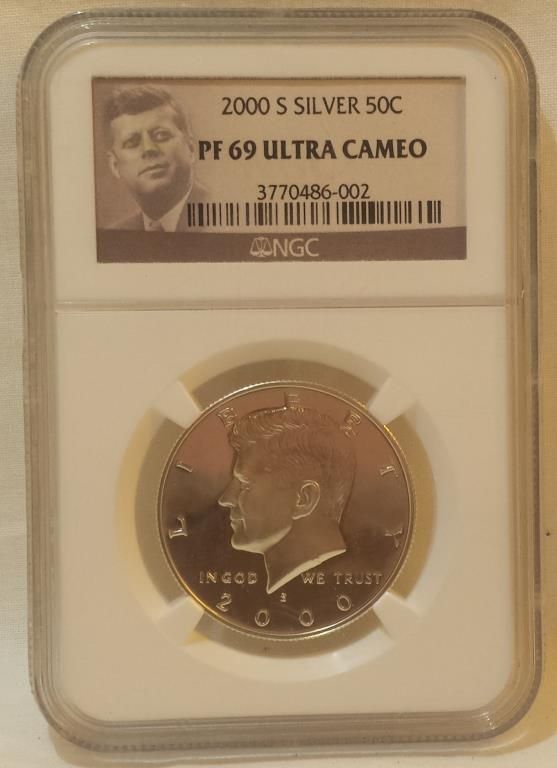 2000 S SILVER 50C
PF 69 ULTRA CAMEO
3770486-002
NGC
LIBERTY
IN GOD WE TRUST
S
2000